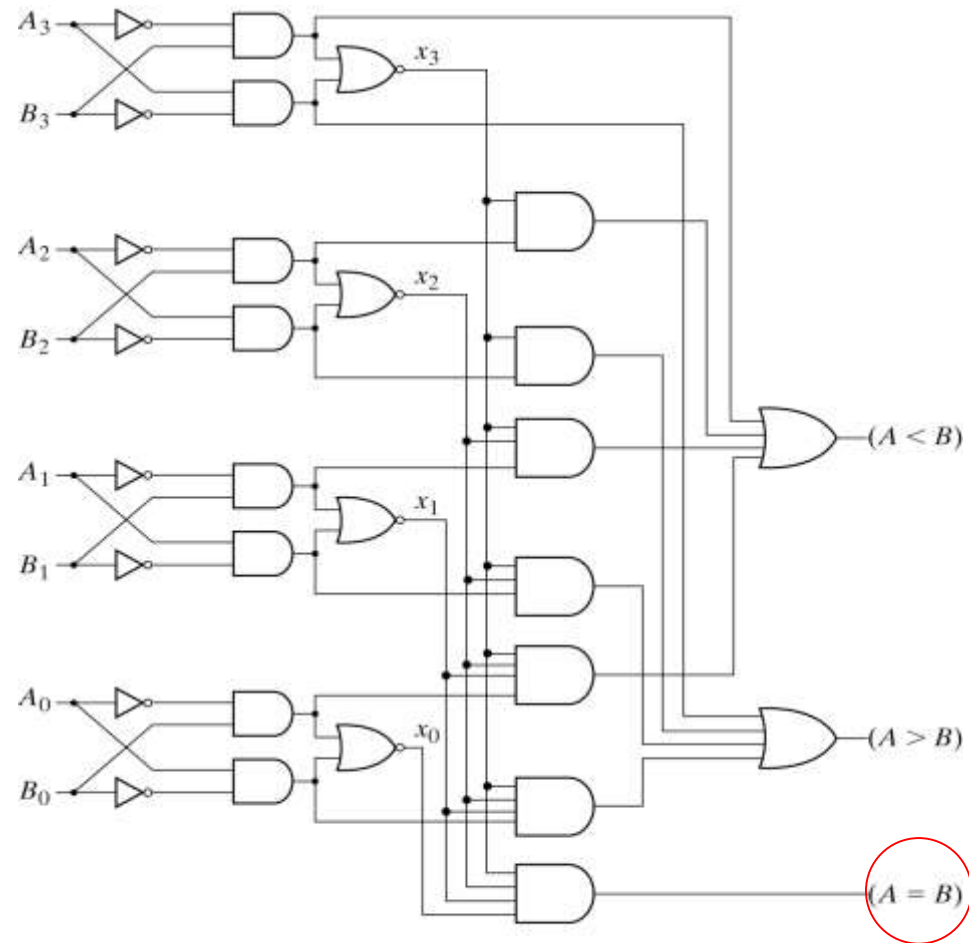 A3
x3
B3
A2
x2
B2
(A < B)
A1
x1
B1
A0
x0
(A > B)
B0
(A = B)